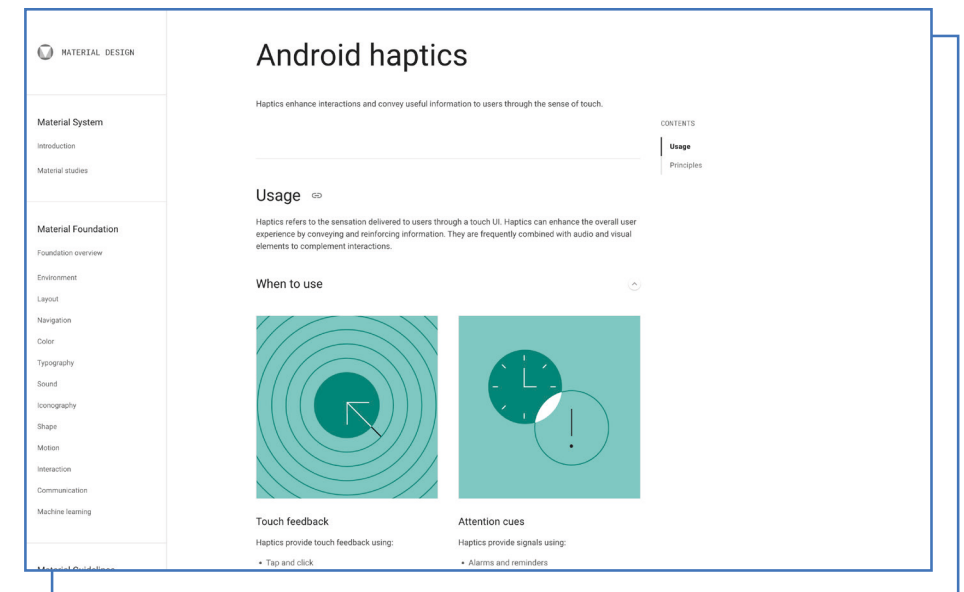 MATERIAL DESIGN
Material System
Introduction
Material studies
Material Foundation
Foundation overview
Environment
Layout
Navigation
Color
Typography
Sound
Iconography
Shape
Motion
Interaction
Communication
Machine learning
Material Guidelines
Android haptics
Haptics enhance interactions and convey useful information to users through the sense of touch.
CONTENTS
Usage
Principles
Usage
Haptics refers to the sensation delivered to users through a touch UI. Haptics can enhance the overall user
experience by conveying and reinforcing information. They are frequently combined with audio and visual
elements to complement interactions.
When to use
Touch feedback
Haptics provide touch feedback using:
• Tap and click
Attention cues
Haptics provide signals using:
• Alarms and reminders